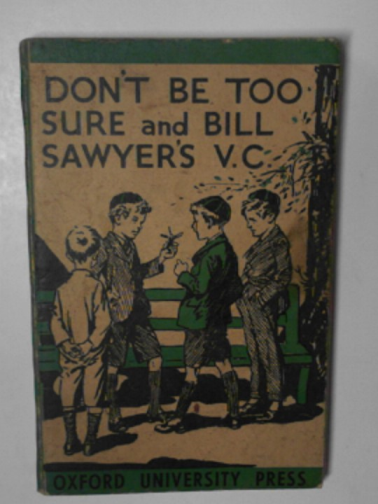 DON'T BE TOO
SURE and BILL
SAWYER'S V.C.
OXFORD UNIVERSITY PRESS